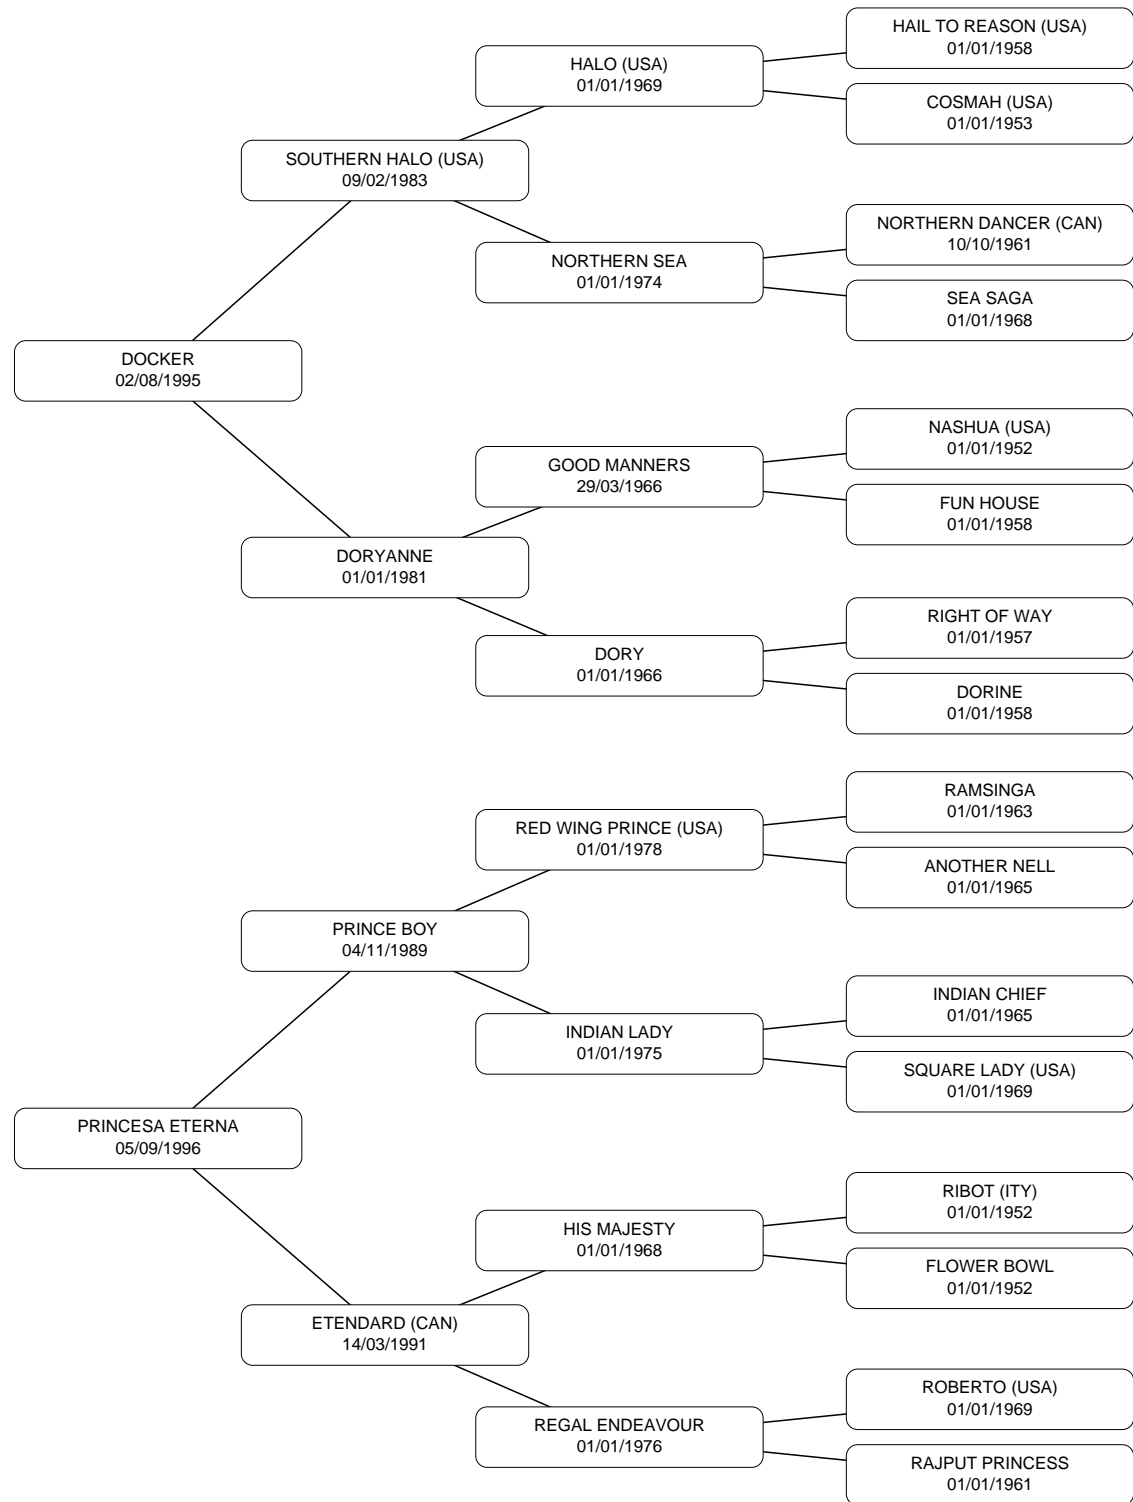 HAIL TO REASON (USA)
01/01/1958
HALO (USA)
01/01/1969
COSMAH (USA)
01/01/1953
SOUTHERN HALO (USA)
09/02/1983
NORTHERN DANCER (CAN)
10/10/1961
NORTHERN SEA
01/01/1974
SEA SAGA
01/01/1968
DOCKER
02/08/1995
NASHUA (USA)
01/01/1952
GOOD MANNERS
29/03/1966
FUN HOUSE
01/01/1958
DORYANNE
01/01/1981
RIGHT OF WAY
01/01/1957
DORY
01/01/1966
DORINE
01/01/1958
RAMSINGA
01/01/1963
RED WING PRINCE (USA)
01/01/1978
ANOTHER NELL
01/01/1965
PRINCE BOY
04/11/1989
INDIAN CHIEF
01/01/1965
INDIAN LADY
01/01/1975
SQUARE LADY (USA)
01/01/1969
PRINCESA ETERNA
05/09/1996
RIBOT (ITY)
01/01/1952
HIS MAJESTY
01/01/1968
FLOWER BOWL
01/01/1952
ETENDARD (CAN)
14/03/1991
ROBERTO (USA)
01/01/1969
REGAL ENDEAVOUR
01/01/1976
RAJPUT PRINCESS
01/01/1961